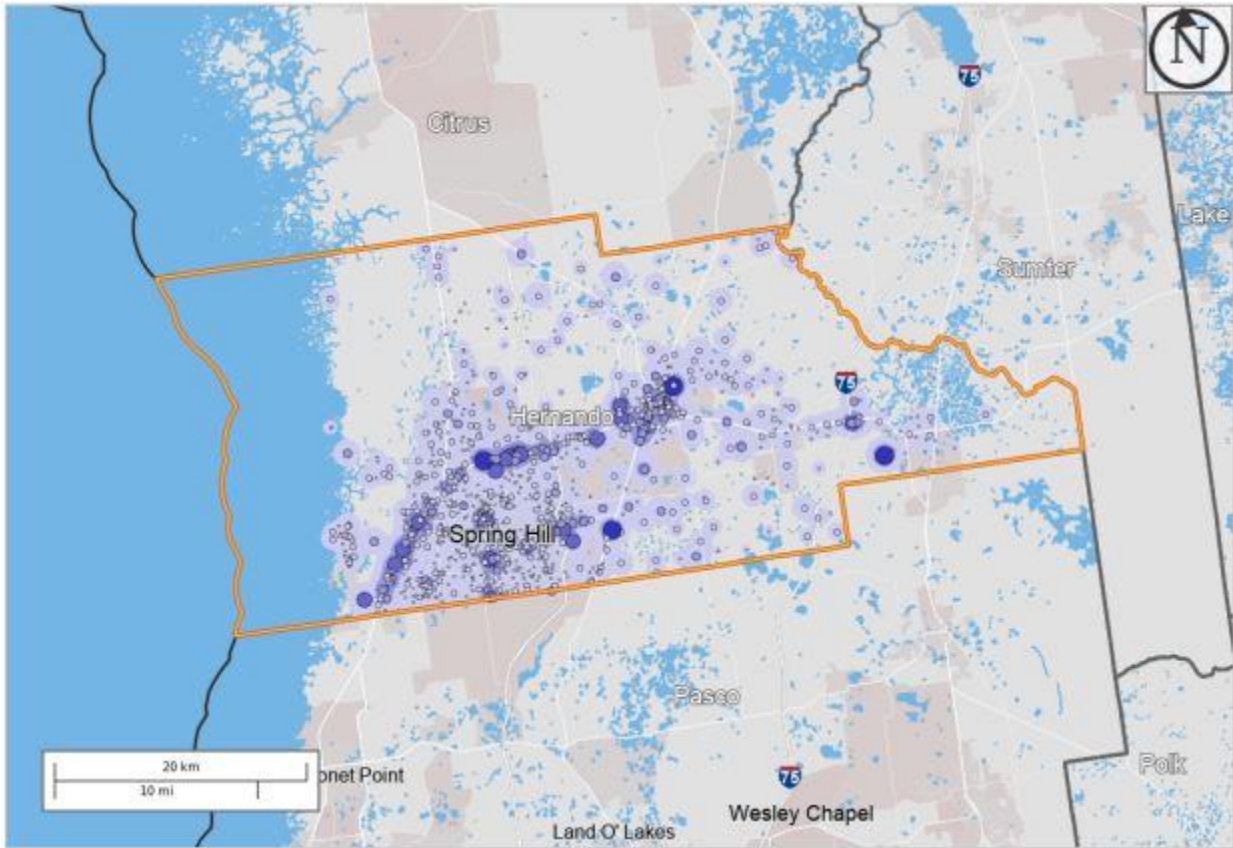 N
75
Citrus
Lake
Sumter
75
Hernando
Spring Hill
Pasco
Polk
20 km
10 mi
onet Point
75
Wesley Chapel
Land O' Lakes